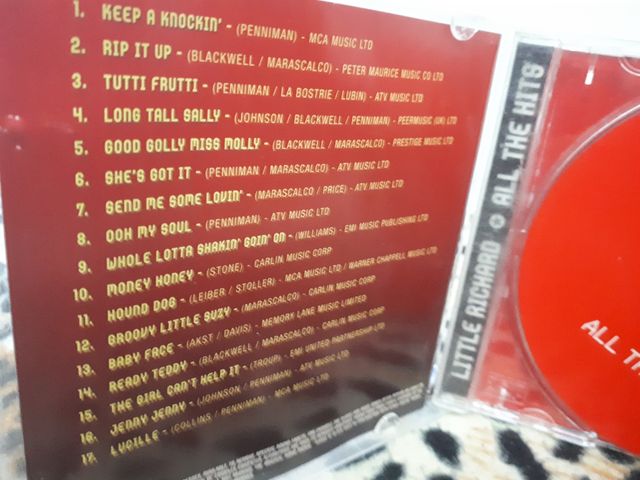 1. KEEP A KNOCKIN' - (PENNIMAN) - MCA MUSIC LTD
2. RIP IT UP - (BLACKWELL / MARASCALCO) - PETER MAURICE MUSIC CO LTD
3. TUTTI FRUTTI - (PENNIMAN / LA BOSTRIE / LUBIN) - ATV MUSIC LTD
4. LONG TALL SALLY - (JOHNSON / BLACKWELL / PENNIMAN) - PEERMUSIC (UK) LTD
5. GOOD GOLLY MISS MOLLY - (BLACKWELL / MARASCALCO) - PRESTIGE MUSIC LTD
6. SHE'S GOT IT - (PENNIMAN / MARASCALCO) - ATV MUSIC LTD
7. SEND ME SOME LOVIN' - (MARASCALCO / PRICE) - ATV MUSIC LTD
8. OOH MY SOUL - (PENNIMAN) - ATV MUSIC LTD
9. WHOLE LOTTA SHAKIN' GOIN' ON - (WILLIAMS) - EMI MUSIC PUBLISHING LTD
10. MONEY HONEY - (STONE) - CARLIN MUSIC CORP
11. HOUND DOG - (LEIBER / STOLLER) - MCA MUSIC LTD / WARNER CHAPPELL MUSIC LTD
12. GROOVY LITTLE SUZY - (MARASCALCO) - CARLIN MUSIC CORP
13. BABY FACE - (AKST / DAVIS) - MEMORY LANE MUSIC LIMITED
14. READY TEDDY - (BLACKWELL / MARASCALCO) - CARLIN MUSIC CORP
15. THE GIRL CAN'T HELP IT - (TROUP) - EMI UNITED PARTNERSHIP LTD
16. JENNY JENNY - (JOHNSON / PENNIMAN) - ATV MUSIC LTD
17. LUCILLE - (COLLINS / PENNIMAN) - MCA MUSIC LTD
LITTLE RICHARD ALL THE HITS
ALL